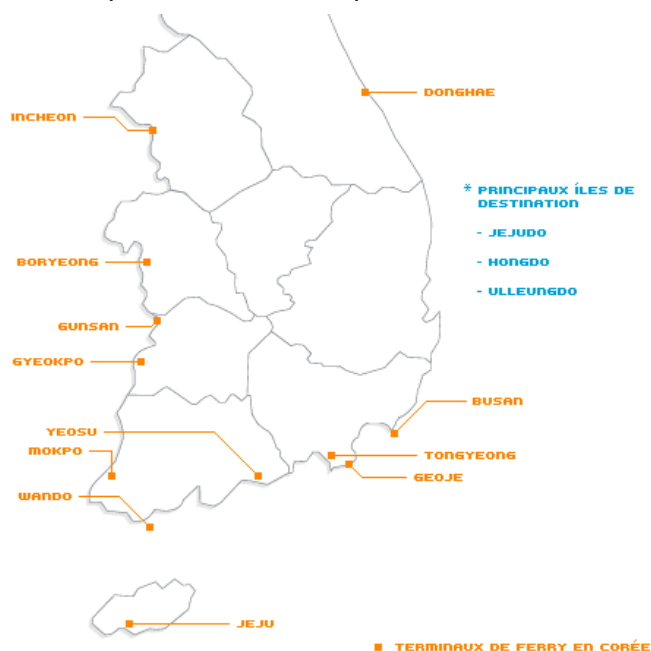 DONGHAE
INCHEON
* PRINCIPAUX ÎLES DE
DESTINATION
- JEJUDO
BORYEONG
- HONGDO
- ULLEUNGDO
GUNSAN
GYEOKPO
BUSAN
YEOSU
MOKPO
TONGYEONG
GEOJE
WANDO
JEJU
TERMINAUX DE FERRY EN CORÉE